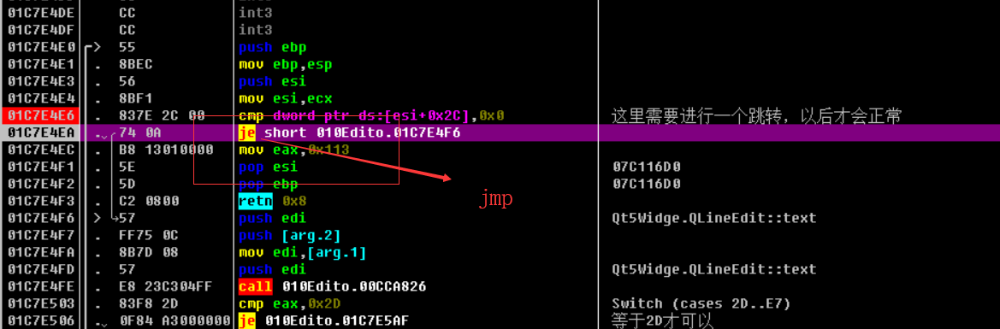 01C7E4DE CC int3
01C7E4DF CC int3
01C7E4E0 > 55 push ebp
01C7E4E1 . 8BEC mov ebp,esp
01C7E4E3 . 56 push esi
01C7E4E4 . 8BF1 mov esi,ecx
01C7E4E6 . 837E 2C 00 cmp dword ptr ds:[esi+0x2C],0x0 这里需要进行一个跳转，以后才会正常
01C7E4EA . 74 0A je short 010Edito.01C7E4F6
01C7E4EC . B8 13010000 mov eax,0x113
01C7E4F1 . 5E pop esi 07C116D0
01C7E4F2 . 5D pop ebp 07C116D0
jmp
01C7E4F3 . C2 0800 retn 0x8
01C7E4F6 > 57 push edi Qt5Widge.QLineEdit::text
01C7E4F7 . FF75 0C push [arg.2]
01C7E4FA . 8B7D 08 mov edi,[arg.1]
01C7E4FD . 57 push edi Qt5Widge.QLineEdit::text
01C7E4FE . E8 23C304FF call 010Edito.00CCA826
01C7E503 . 83F8 2D cmp eax,0x2D Switch (cases 2D..E7)
01C7E506 . 0F84 A3000000 je 010Edito.01C7E5AF 等于2D才可以